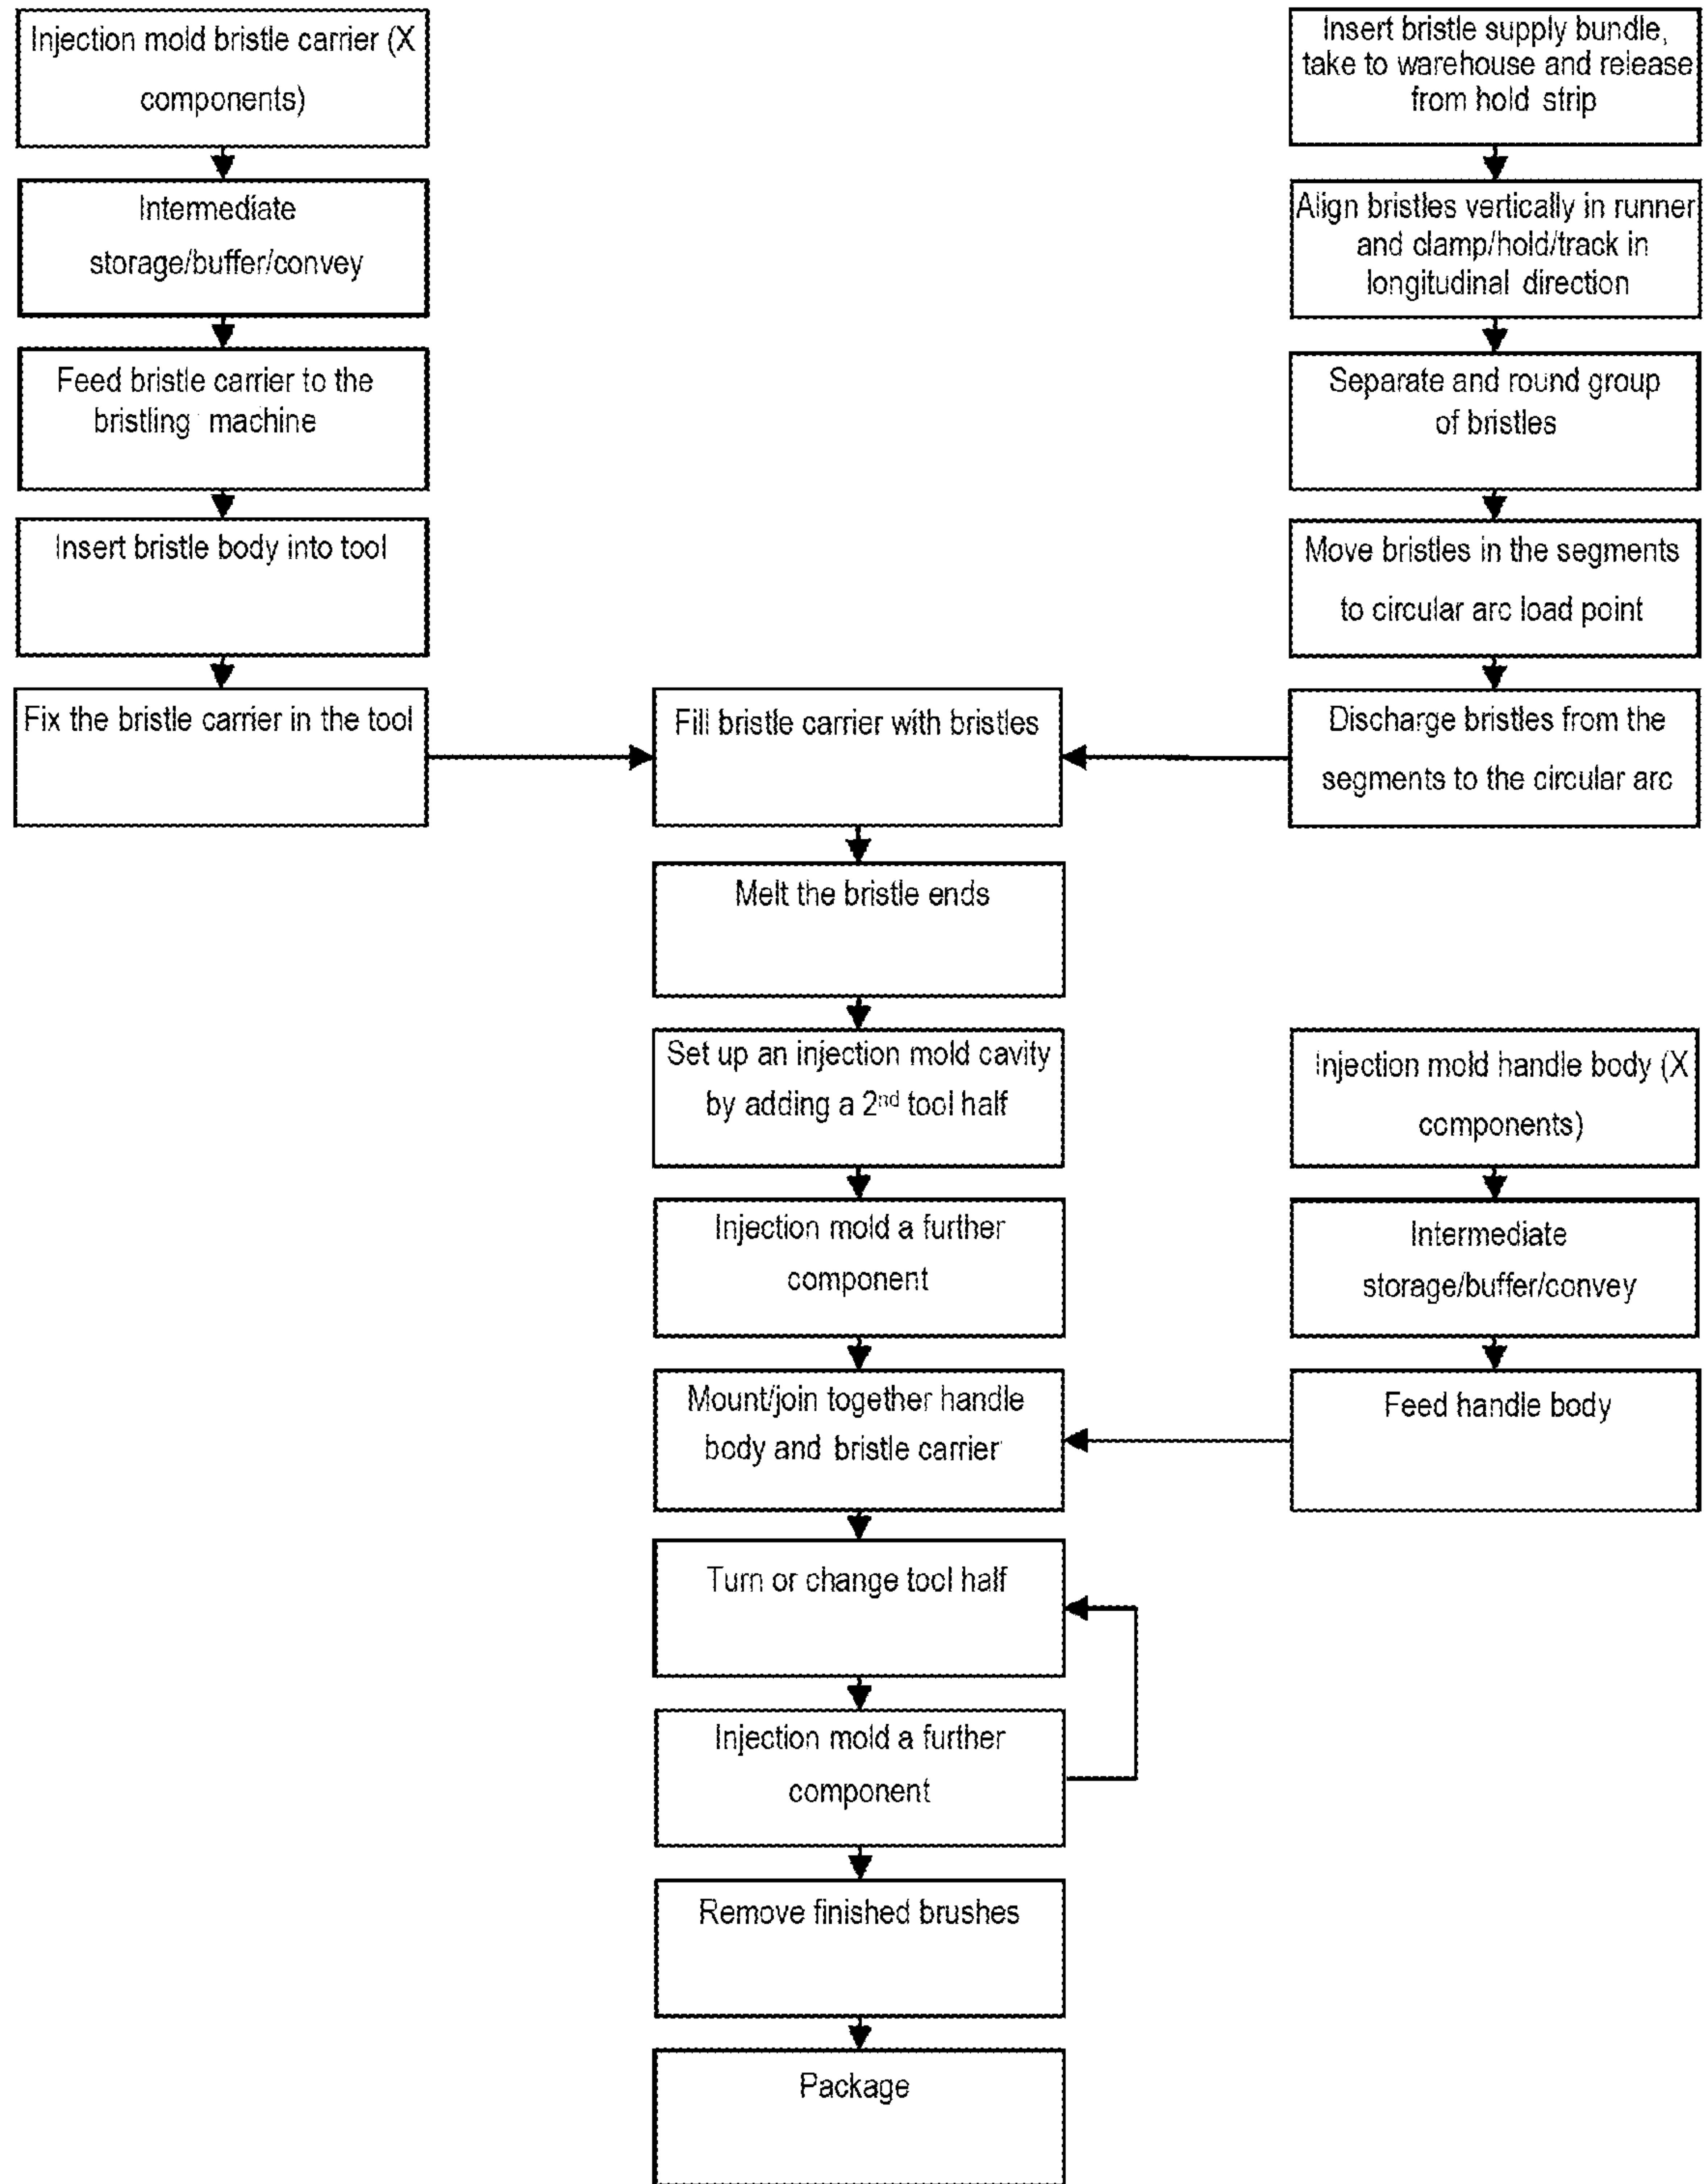 Injection mold bristle carrier (X
components)
Intermediate
storage/buffer/convey
Feed bristle carrier to the
bristling machine
Insert bristle body into tool
Fix the bristle carrier in the tool
Insert bristle supply bundle,
take to warehouse and release
from hold strip
Align bristles vertically in runner
and clamp/hold/track in
longitudinal direction
Separate and round group
of bristles
Move bristles in the segments
to circular arc load point
Discharge bristles from the
segments to the circular arc
Fill bristle carrier with bristles
Melt the bristle ends
Set up an injection mold cavity
by adding a 2nd tool half
Injection mold a further
component
Injection mold handle body (X
components)
Intermediate
storage/buffer/convey
Feed handle body
Mount/join together handle
body and bristle carrier
Turn or change tool half
Injection mold a further
component
Remove finished brushes
Package